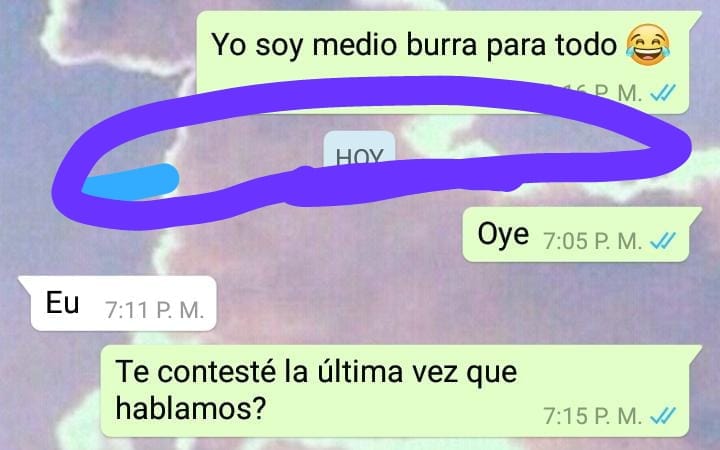 Yo soy medio burra para todo 😂
16 P. M.
HOY
Oye 7:05 P. M.
Eu 7:11 P. M.
Te contesté la última vez que
hablamos? 7:15 P. M.